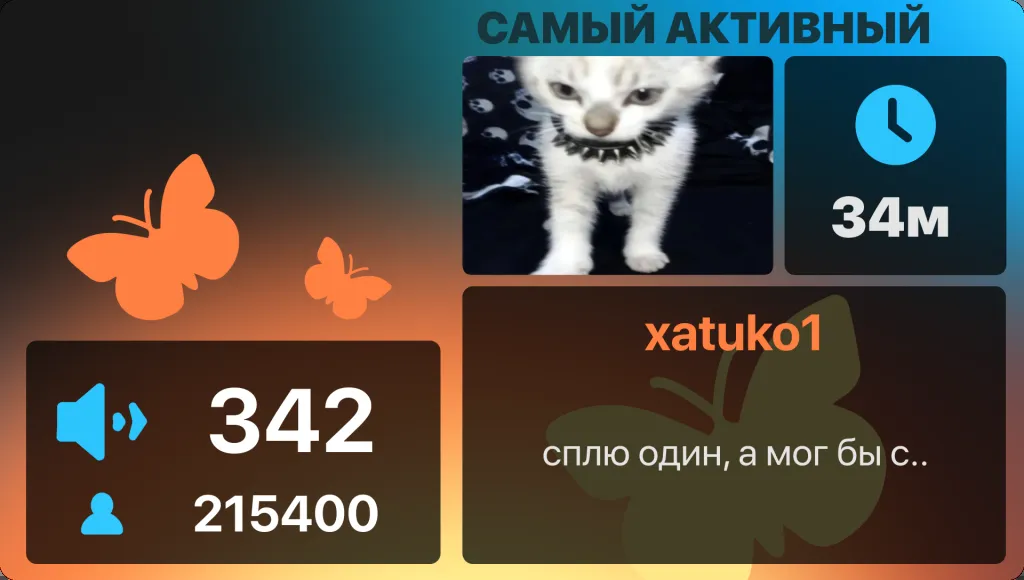 САМЫЙ АКТИВНЫЙ
34м
xatuko1
сплю один, а мог бы с..
342
215400